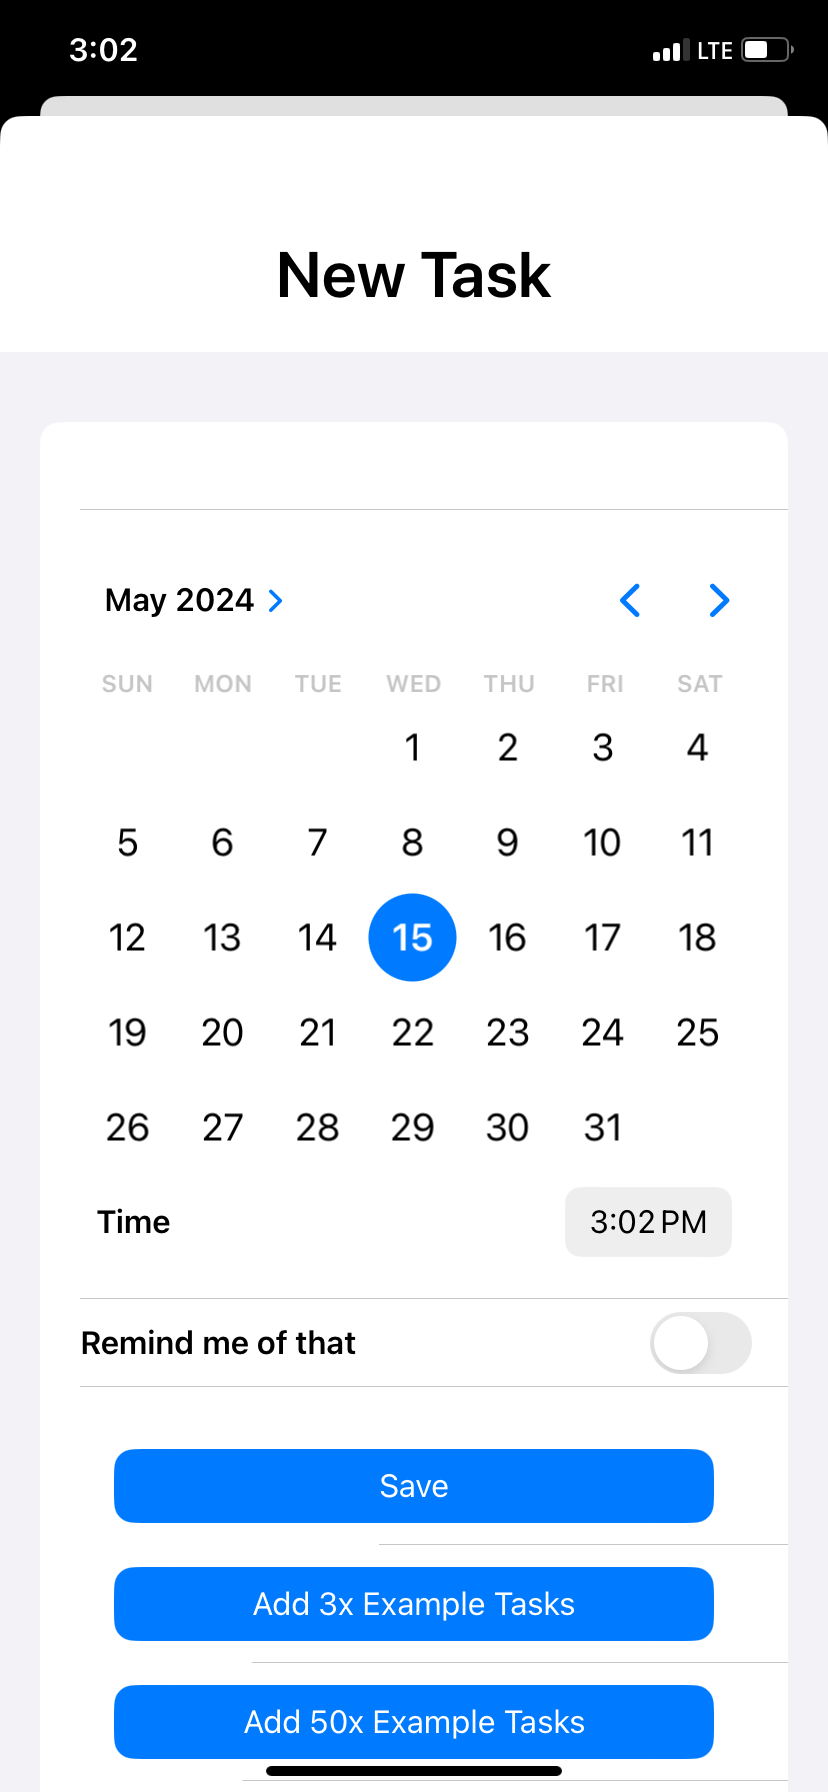 3:02 LTE
New Task
May 2024
SUN MON TUE WED THU FRI SAT
1 2 3 4
5 6 7 8 9 10 11
12 13 14 15 16 17 18
19 20 21 22 23 24 25
26 27 28 29 30 31
Time 3:02 PM
Remind me of that
Save
Add 3x Example Tasks
Add 50x Example Tasks